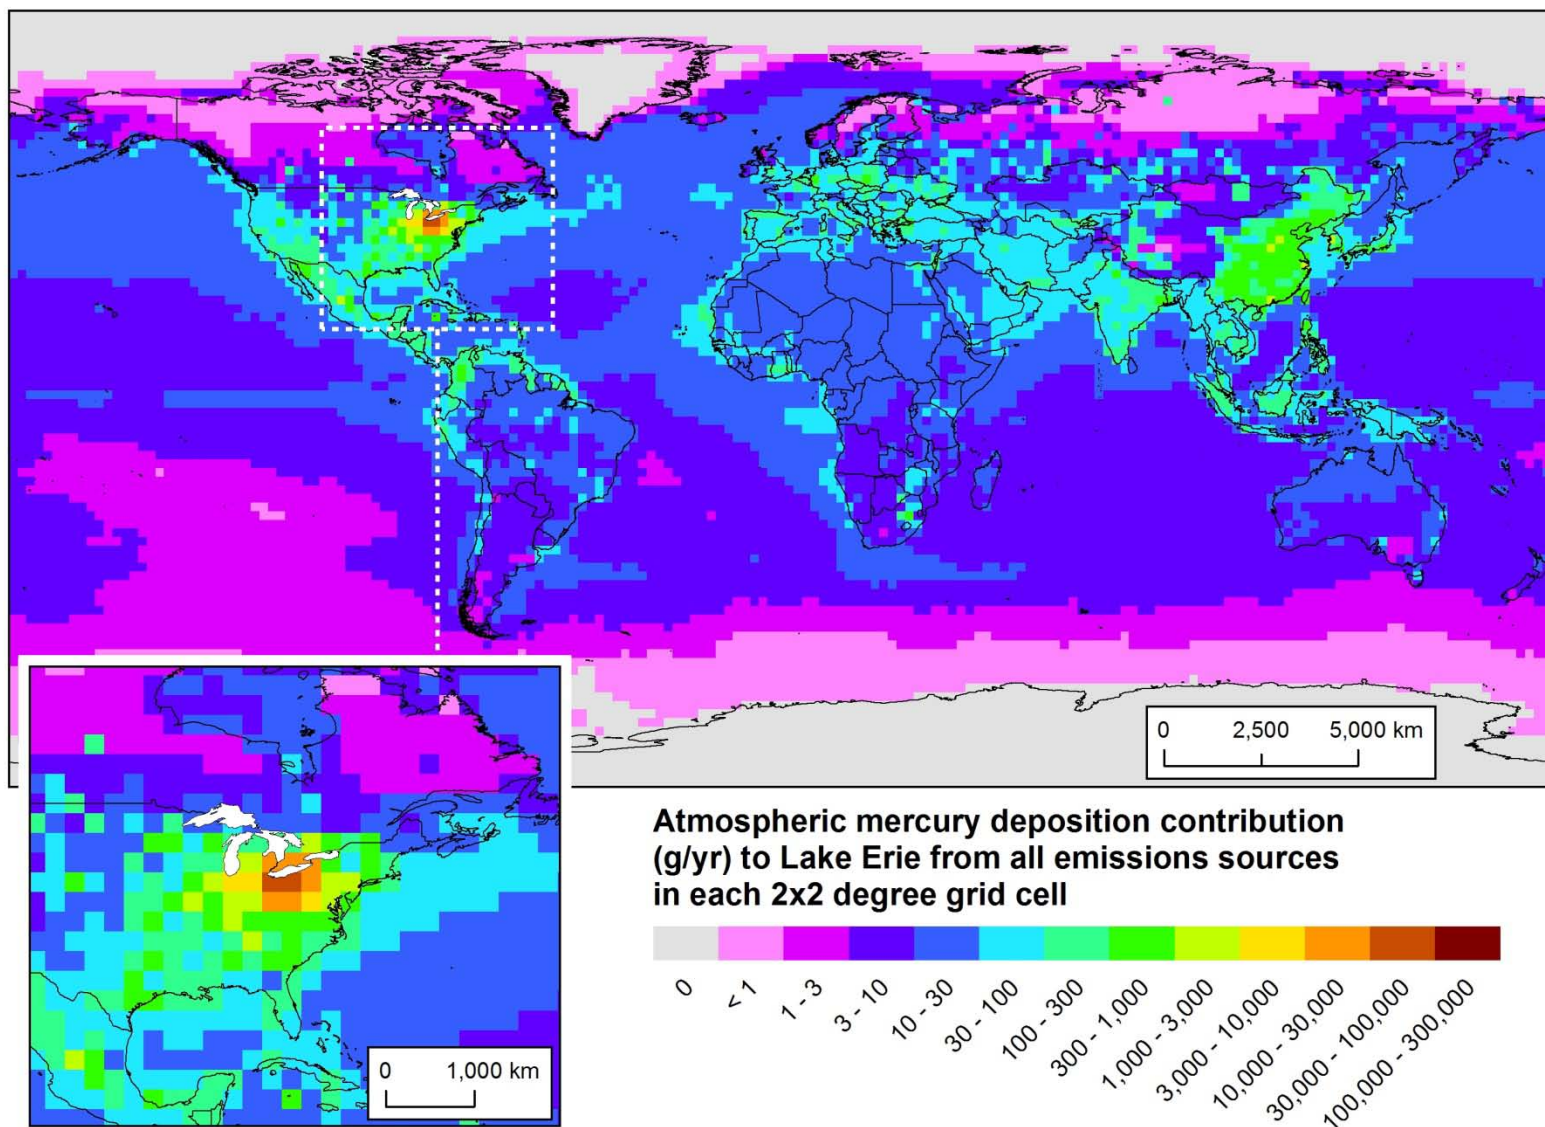 0 2,500 5,000 km
Atmospheric mercury deposition contribution
(g/yr) to Lake Erie from all emissions sources
in each 2x2 degree grid cell
0
< 1
1 - 3
3 - 10
10 - 30
30 - 100
100 - 300
300 - 1,000
1,000 - 3,000
3,000 - 10,000
10,000 - 30,000
30,000 - 100,000
100,000 - 300,000
0 1,000 km